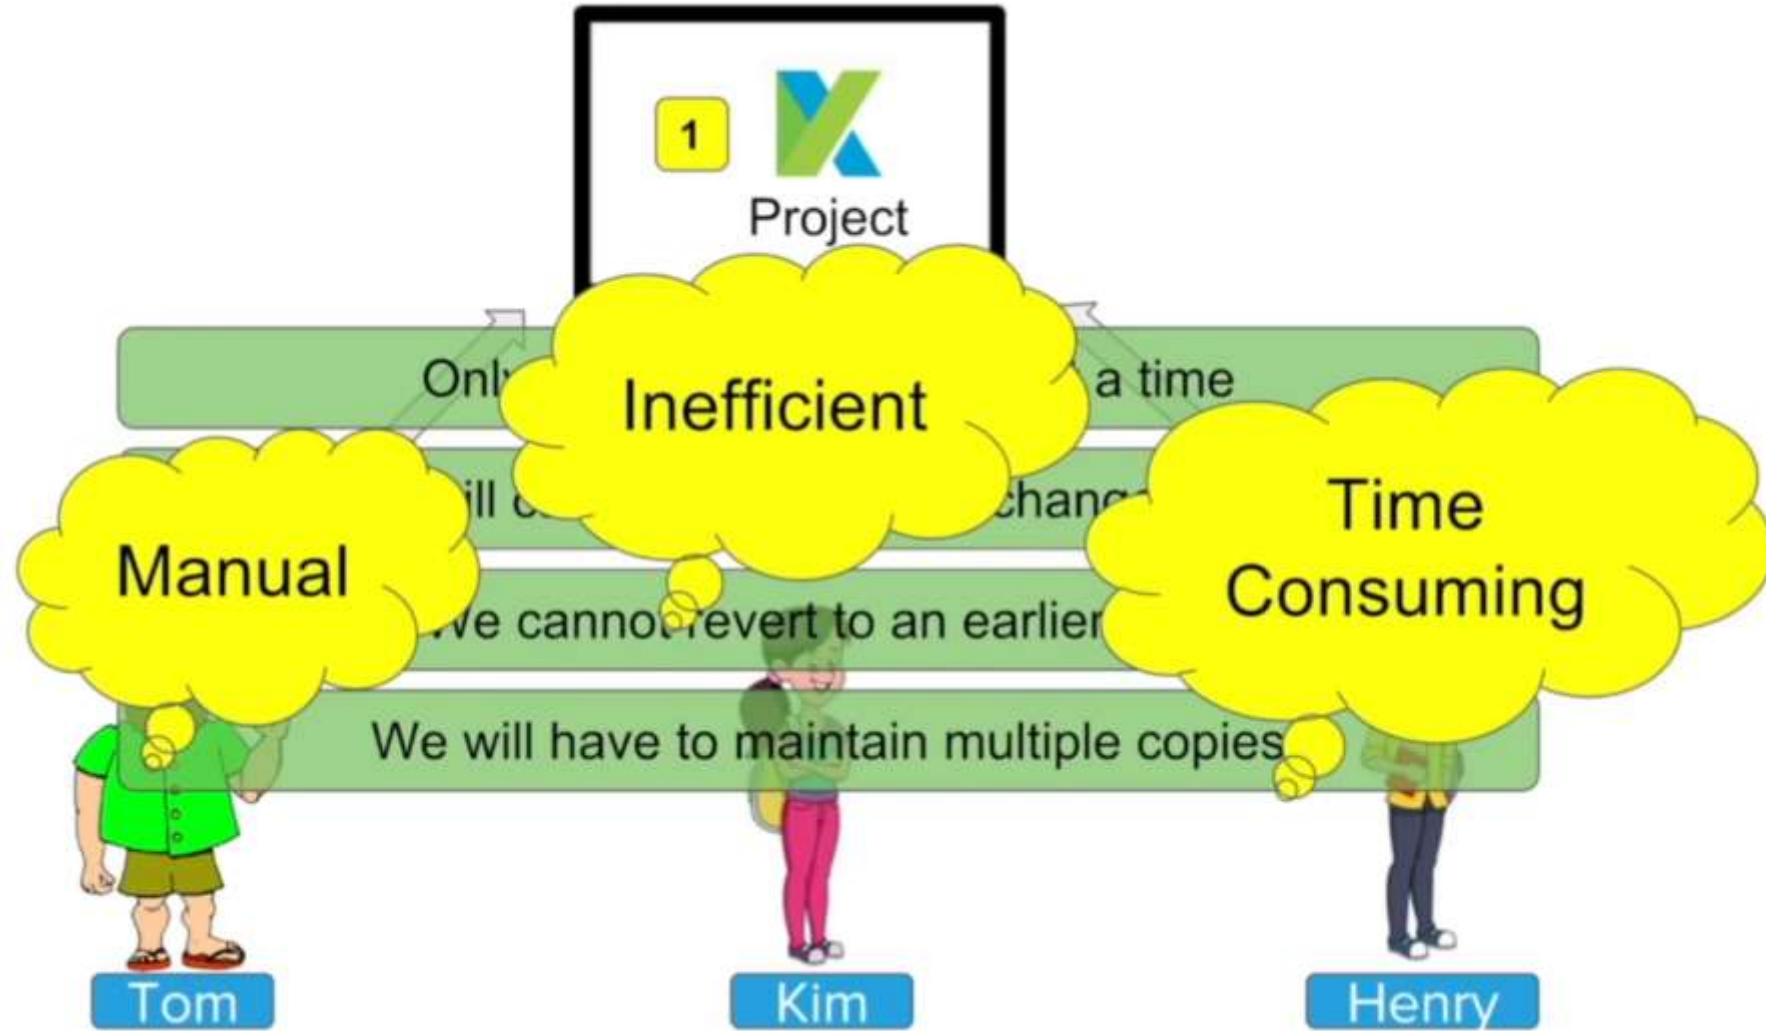 1
Project
Only a time
Inefficient
Time
Consuming
Manual
We cannot revert to an earlier
We will have to maintain multiple copies
Tom
Kim
Henry